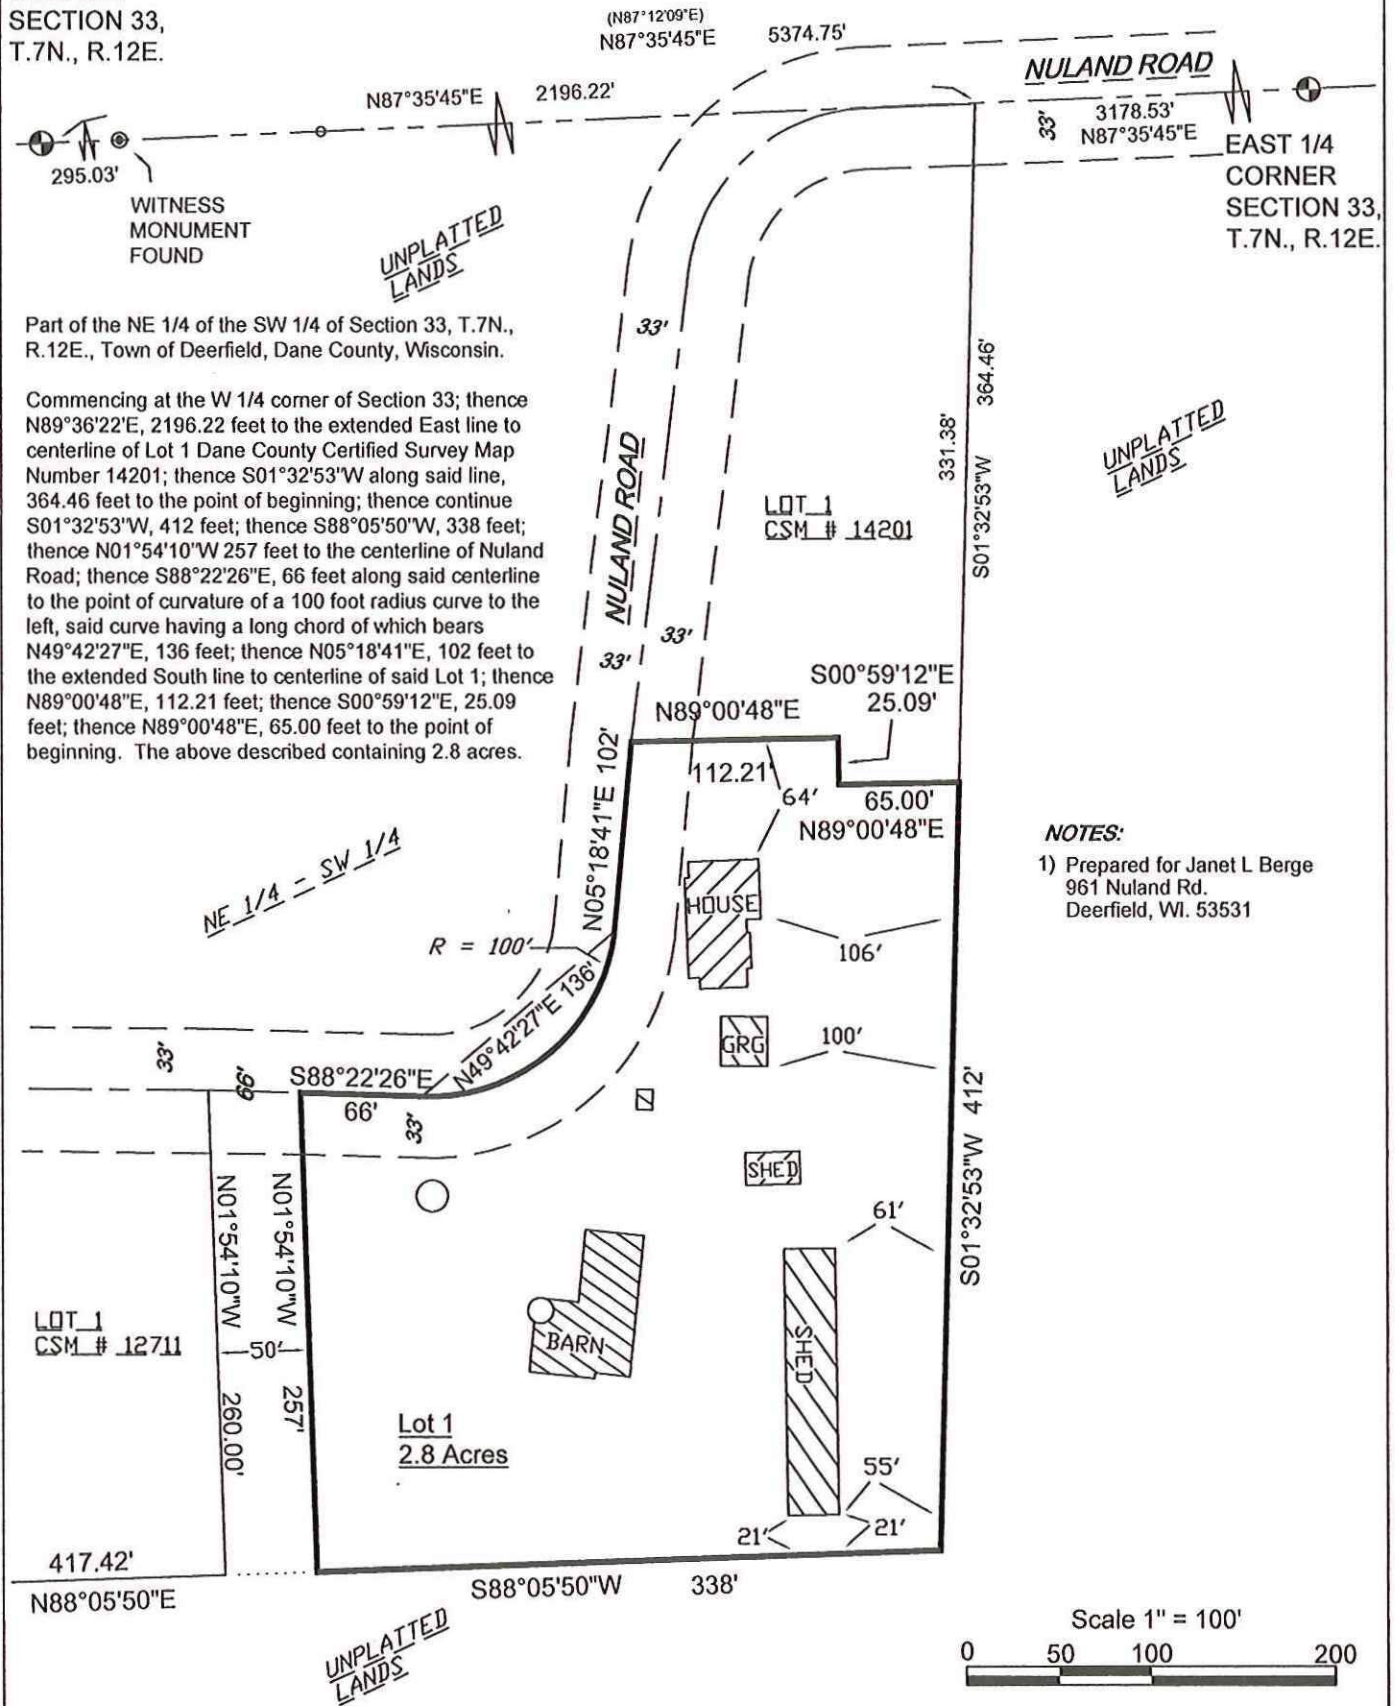 SECTION 33,
T.7N., R.12E.
(N87°12'09"E)
N87°35'45"E
5374.75'
NULAND ROAD
N87°35'45"E
2196.22'
33'
3178.53'
N87°35'45"E
295.03'
WITNESS
MONUMENT
FOUND
EAST 1/4
CORNER
SECTION 33,
T.7N., R.12E.
UNPLATTED
LANDS
Part of the NE 1/4 of the SW 1/4 of Section 33, T.7N.,
R.12E., Town of Deerfield, Dane County, Wisconsin.
Commencing at the W 1/4 corner of Section 33; thence
N89°36'22'E, 2196.22 feet to the extended East line to
centerline of Lot 1 Dane County Certified Survey Map
Number 14201; thence S01°32'53"W along said line,
364.46 feet to the point of beginning; thence continue
S01°32'53"W, 412 feet; thence S88°05'50"W, 338 feet;
thence N01°54'10"W 257 feet to the centerline of Nuland
Road; thence S88°22'26"E, 66 feet along said centerline
to the point of curvature of a 100 foot radius curve to the
left, said curve having a long chord of which bears
N49°42'27"E, 136 feet; thence N05°18'41"E, 102 feet to
the extended South line to centerline of said Lot 1; thence
N89°00'48"E, 112.21 feet; thence S00°59'12"E, 25.09
feet; thence N89°00'48"E, 65.00 feet to the point of
beginning. The above described containing 2.8 acres.
33'
NULAND ROAD
331.38'
364.46'
S01°32'53"W
UNPLATTED
LANDS
LOT 1
CSM # 14201
33'
33'
S00°59'12"E
25.09'
N89°00'48"E
112.21'
64'
65.00'
N89°00'48"E
N05°18'41"E 102'
NOTES:
1) Prepared for Janet L Berge
961 Nuland Rd.
Deerfield, WI. 53531
NE 1/4 - SW 1/4
HOUSE
R = 100'
106'
N49°42'27"E 136'
GRG
100'
33'
66'
S88°22'26"E
66'
33'
SHED
S01°32'53"W 412'
61'
N01°54'10"W
260.00'
N01°54'10"W
257'
LOT 1
CSM # 12711
50'
BARN
SHED
Lot 1
2.8 Acres
55'
21'
21'
417.42'
N88°05'50"E
S88°05'50"W
338'
UNPLATTED
LANDS
Scale 1" = 100'
0 50 100 200